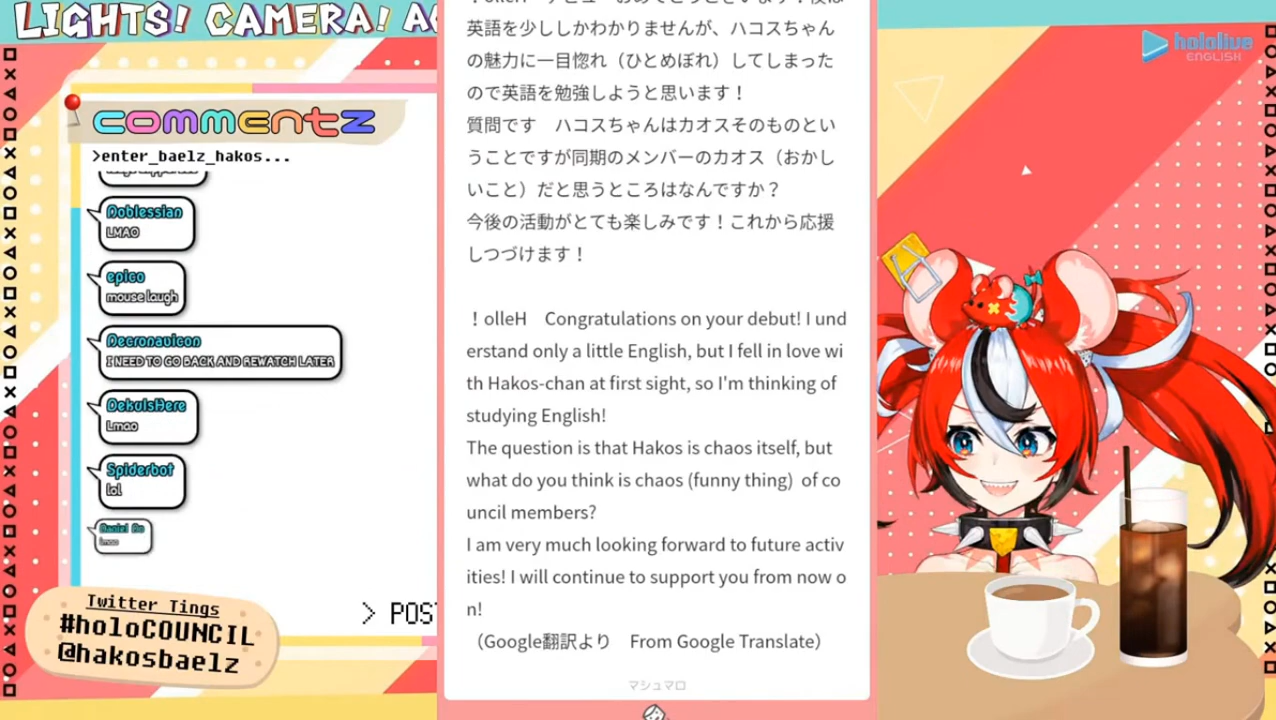 LIGHTS! CAMERA! AC
hololive
ENGLISH
COMMENTZ
>enter_baelz_hakos...
Noblessian
LMAO
epico
mouse laugh
Necronavicon
I NEED TO GO BACK AND REWATCH LATER
DekuIsHere
Lmao
Spiderbot
lol
Lmao
> POST
Twitter Tings
#holoCOUNCIL
@hakosbaelz
英語を少ししかわかりませんが、ハコスちゃん
の魅力に一目惚れ（ひとめぼれ）してしまった
ので英語を勉強しようと思います！
質問です　ハコスちゃんはカオスそのものとい
うことですが同期のメンバーのカオス（おかし
いこと）だと思うところはなんですか？
今後の活動がとても楽しみです！これから応援
しつづけます！
！olleH　Congratulations on your debut! I und
erstand only a little English, but I fell in love wi
th Hakos-chan at first sight, so I'm thinking of
studying English!
The question is that Hakos is chaos itself, but
what do you think is chaos (funny thing)  of co
uncil members?
I am very much looking forward to future activ
ities! I will continue to support you from now o
n!
（Google翻訳より　From Google Translate）
マシュマロ